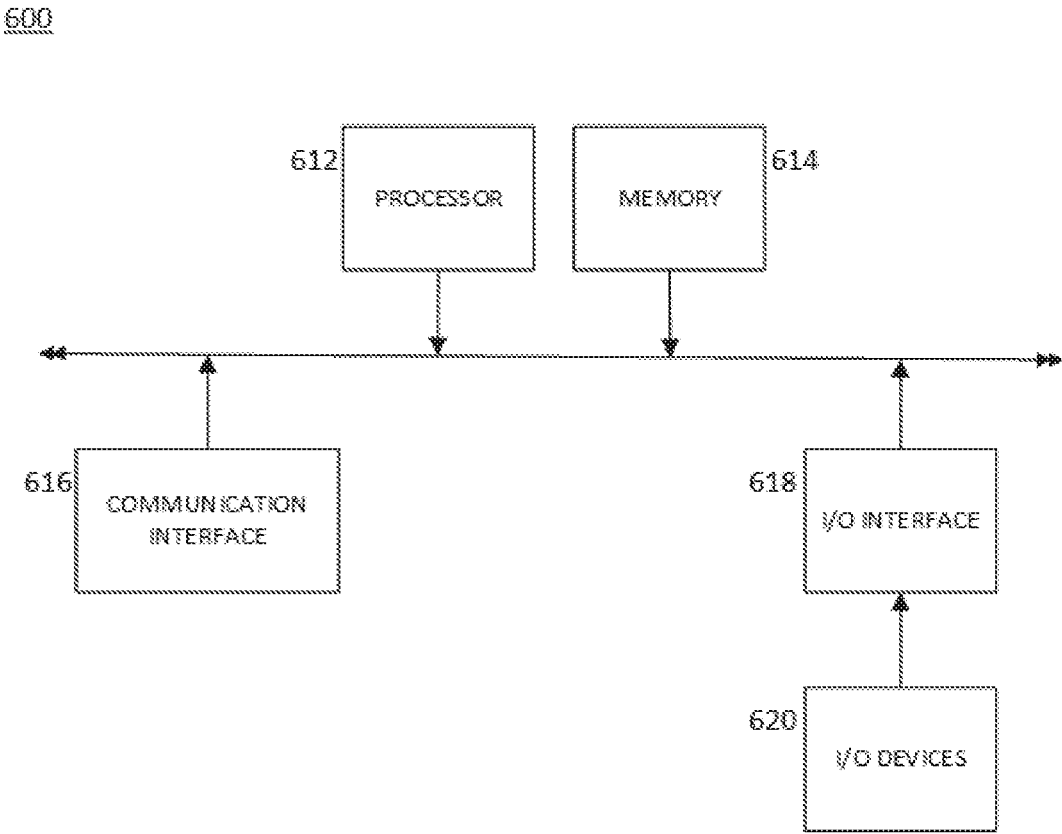 600
612
PROCESSOR
MEMORY
614
616
COMMUNICATION
INTERFACE
618
I/O INTERFACE
620
I/O DEVICES